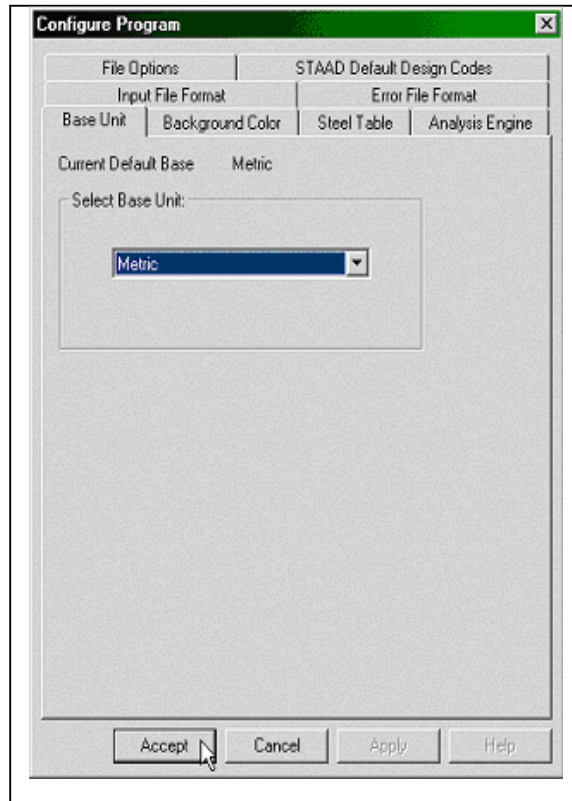 Configure Program
File Options STAAD Default Design Codes
Input File Format Error File Format
Base Unit Background Color Steel Table Analysis Engine
Current Default Base Metric
Select Base Unit:
Metric
Accept Cancel Apply Help